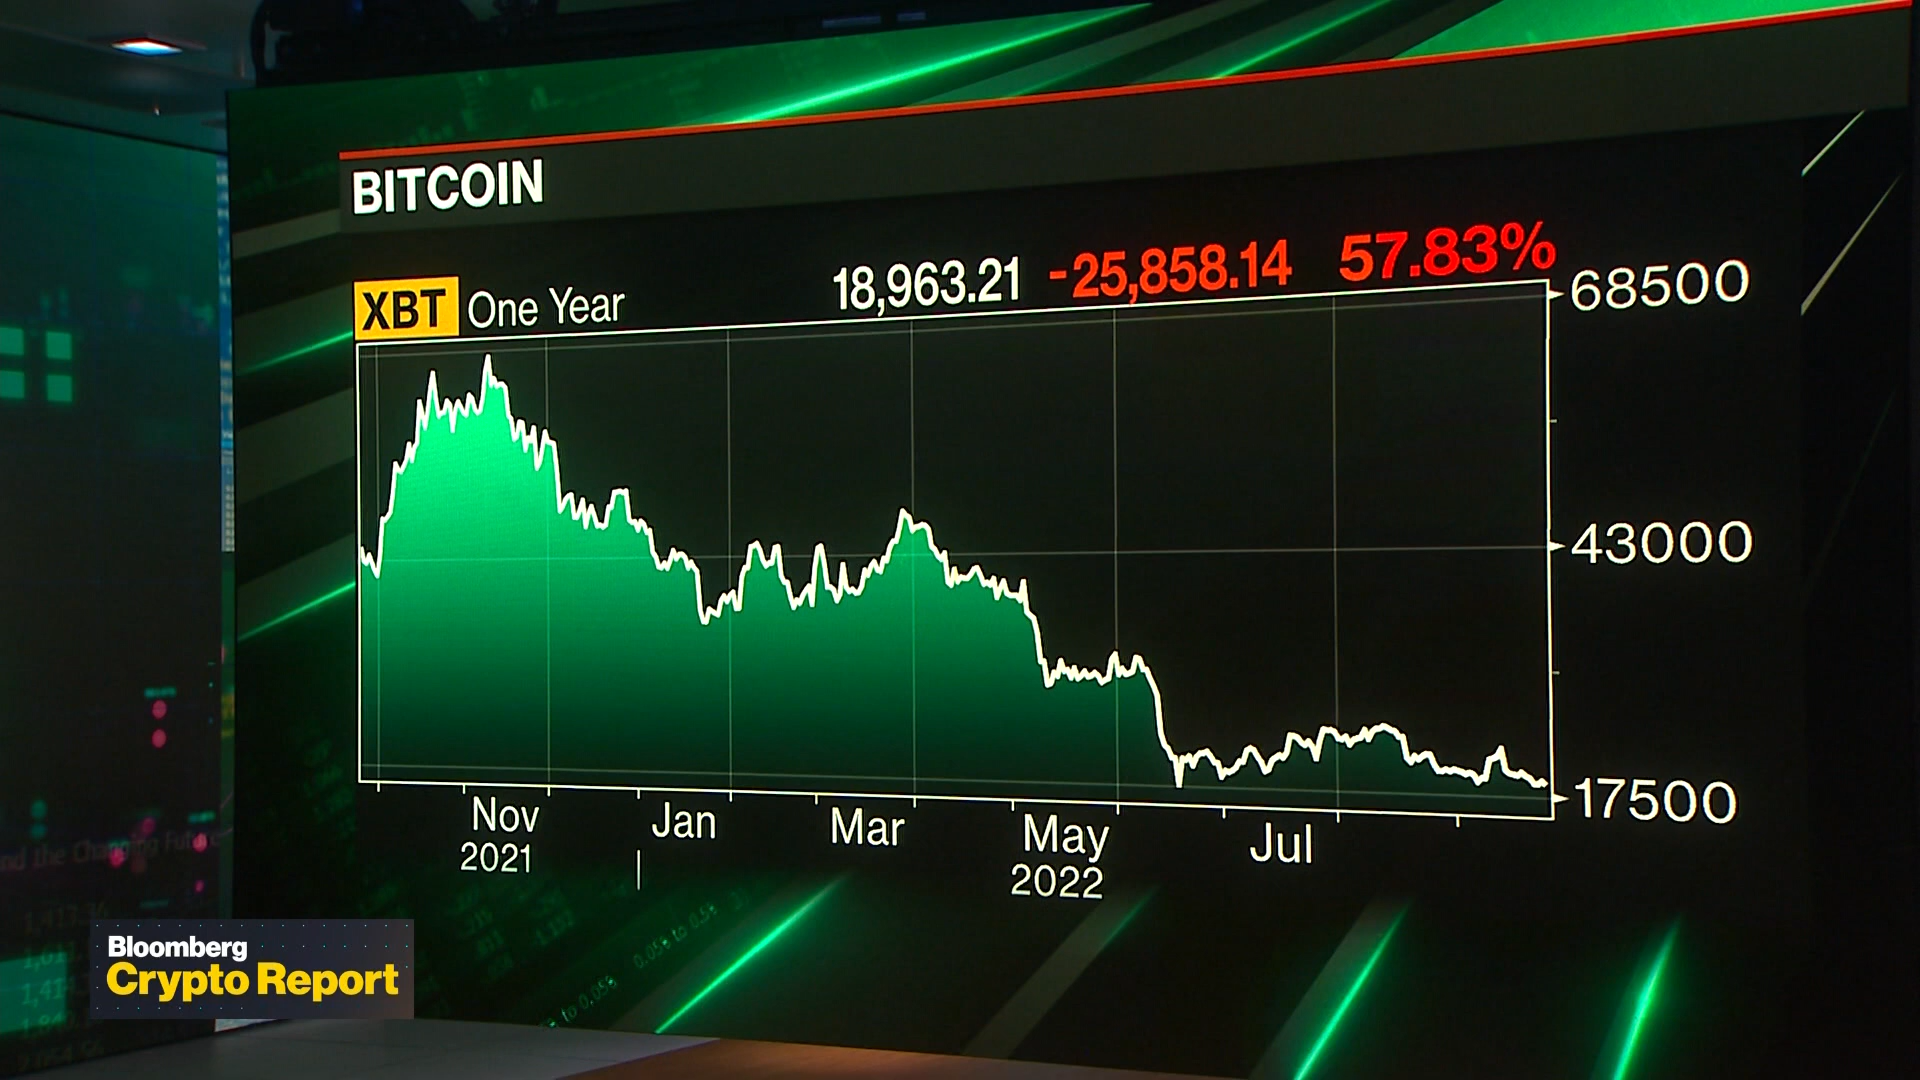 BITCOIN
XBT One Year 18,963.21 -25,858.14 57.83%
68500
43000
17500
Nov Jan Mar May Jul
2021 2022
Bloomberg
Crypto Report